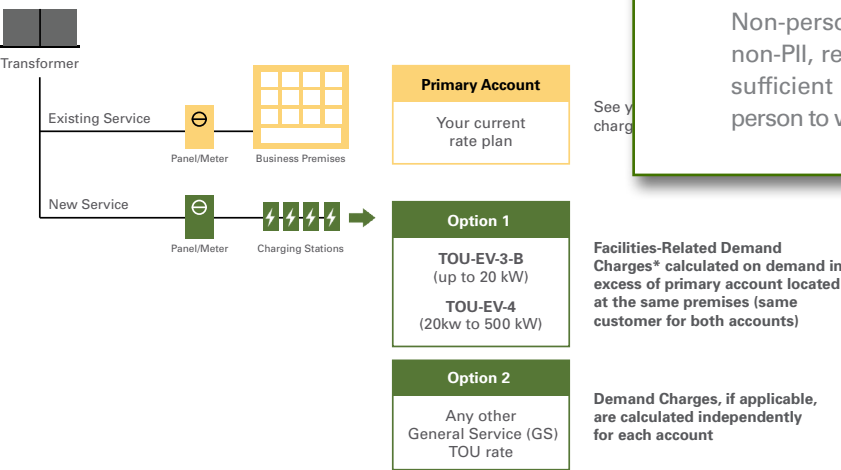 Transformer
Existing Service
Panel/Meter
Business Premises
Primary Account
Your current
rate plan
See
Non-perso
non-PII, re
sufficient
person to v
New Service
Panel/Meter
Charging Stations
Option 1
TOU-EV-3-B
(up to 20 kW)
TOU-EV-4
(20kw to 500 kW)
Facilities-Related Demand
Charges* calculated on demand in
excess of primary account located
at the same premises (same
customer for both accounts)
Option 2
Any other
General Service (GS)
TOU rate
Demand Charges, if applicable,
are calculated independently
for each account